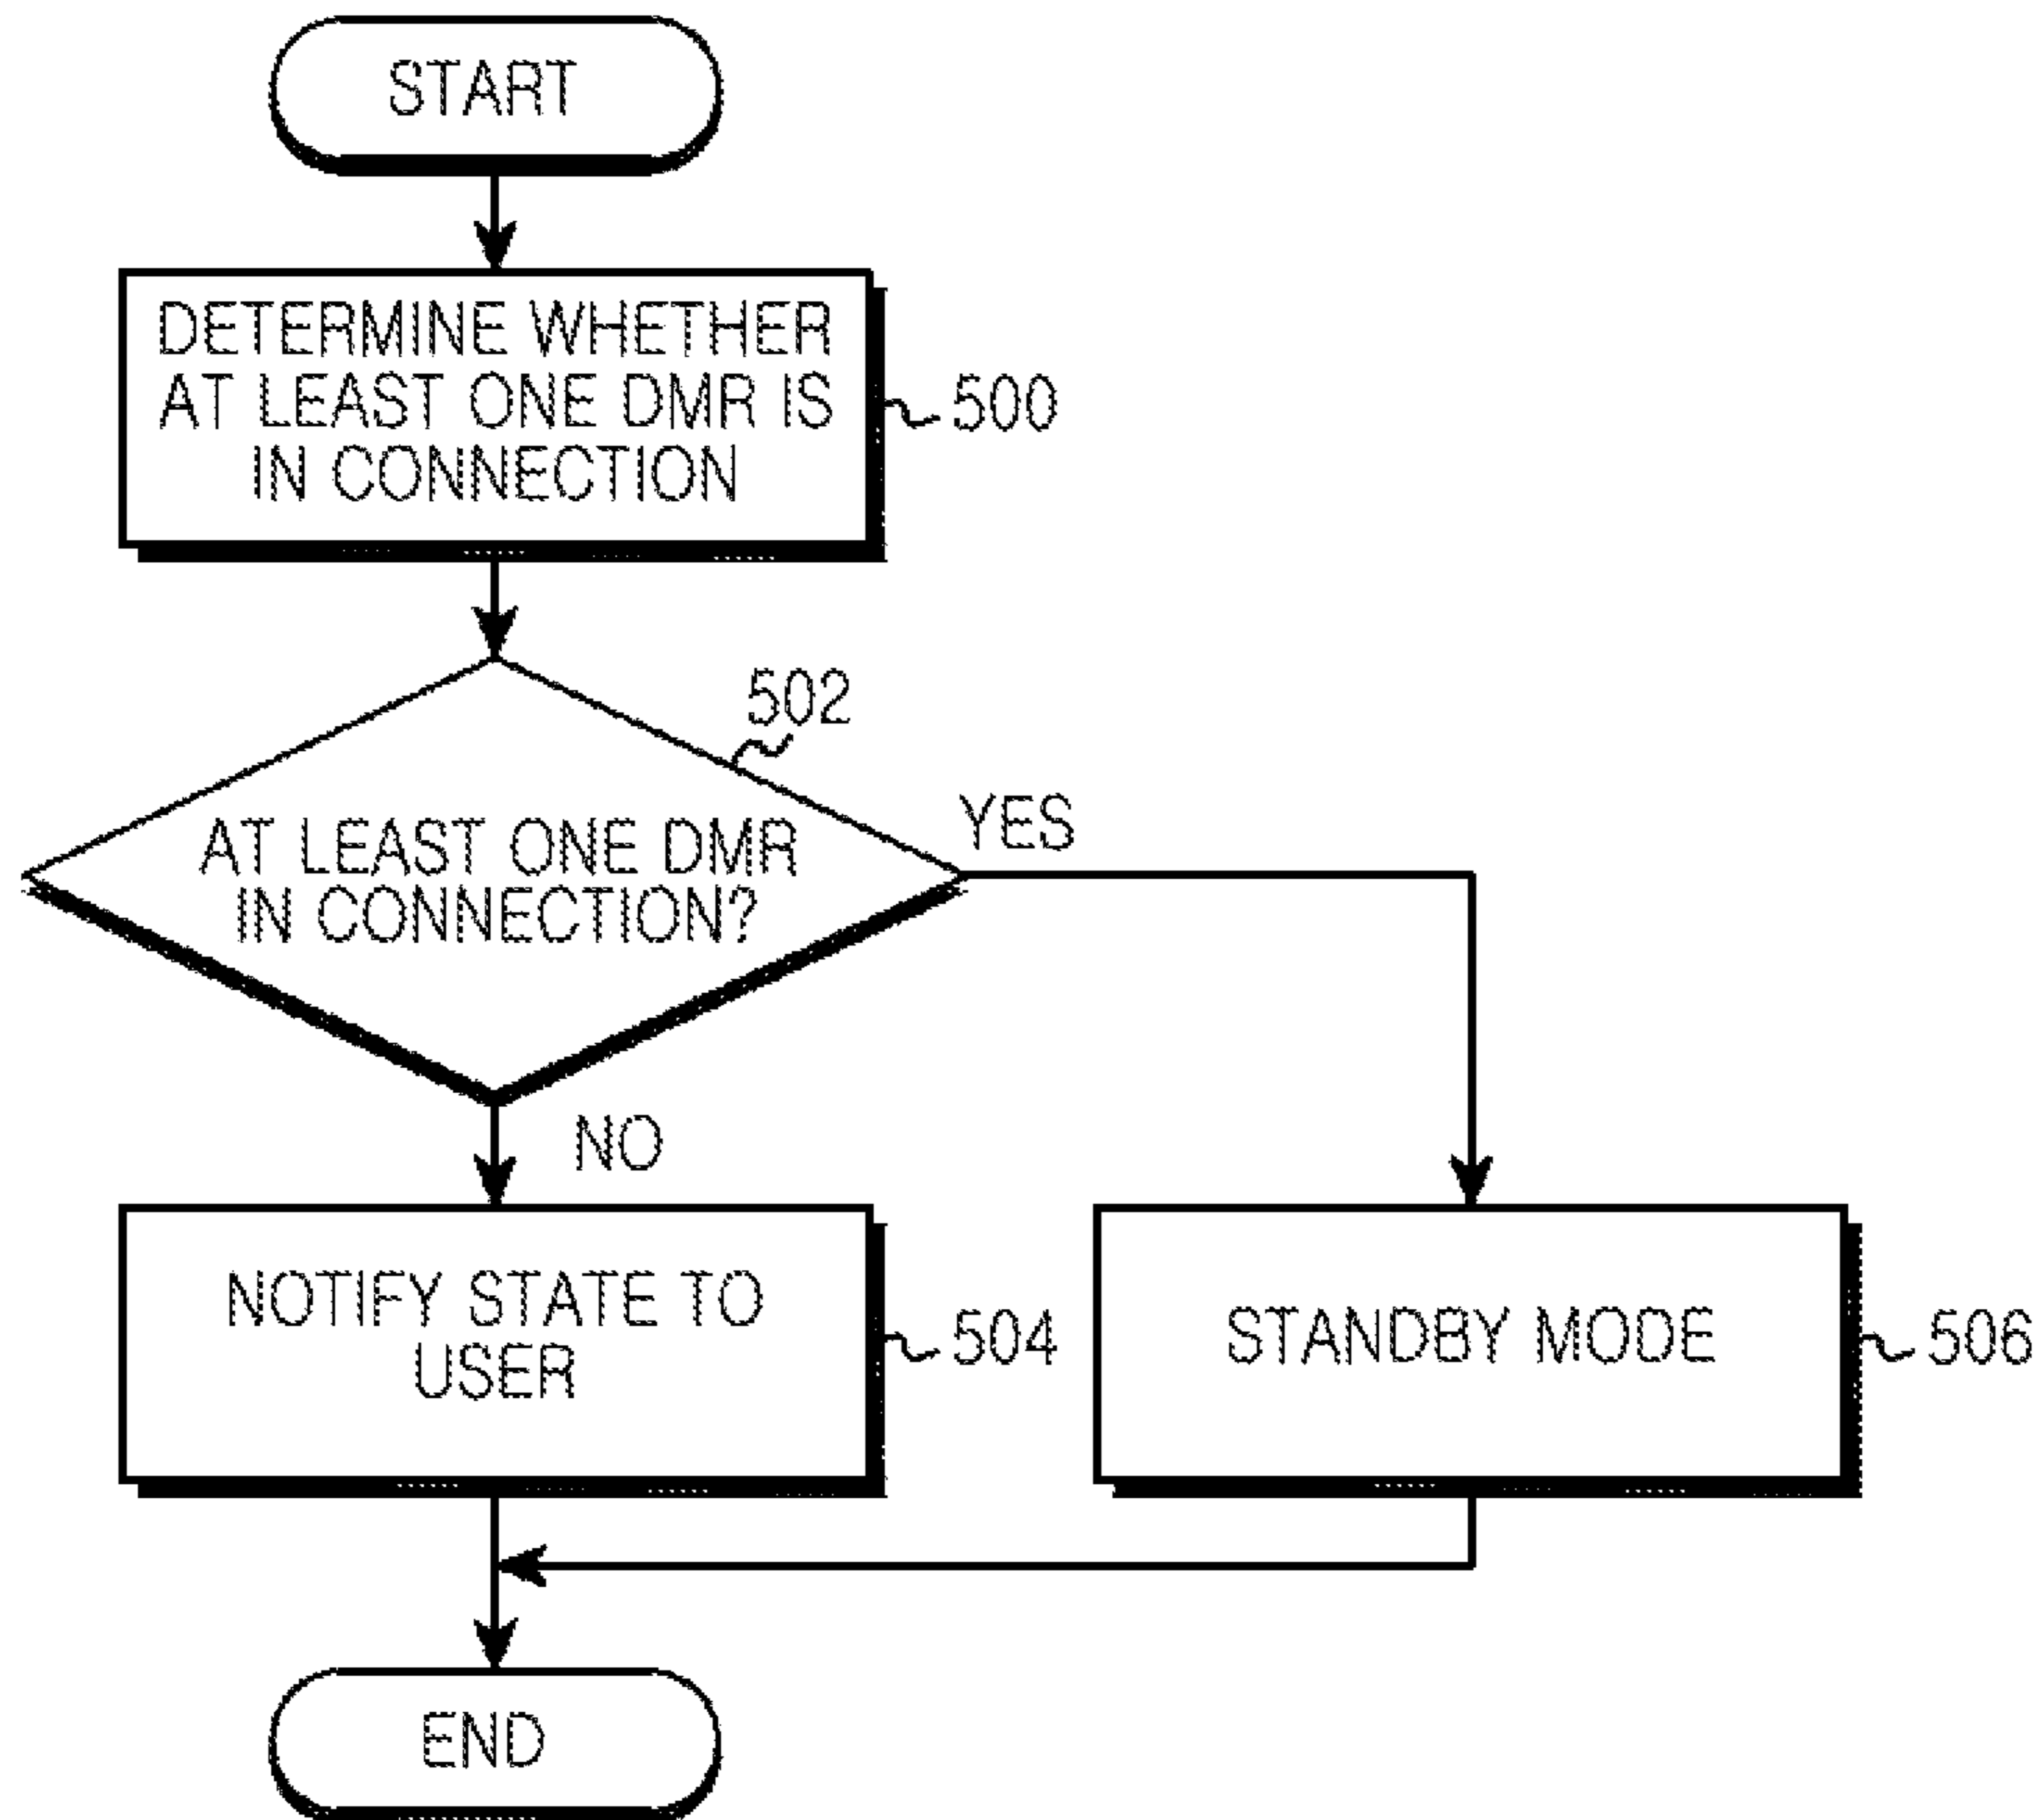 START
DETERMINE WHETHER
AT LEAST ONE DMR IS
IN CONNECTION
500
502
AT LEAST ONE DMR
IN CONNECTION?
YES
NO
NOTIFY STATE TO
USER
504
STANDBY MODE
506
END